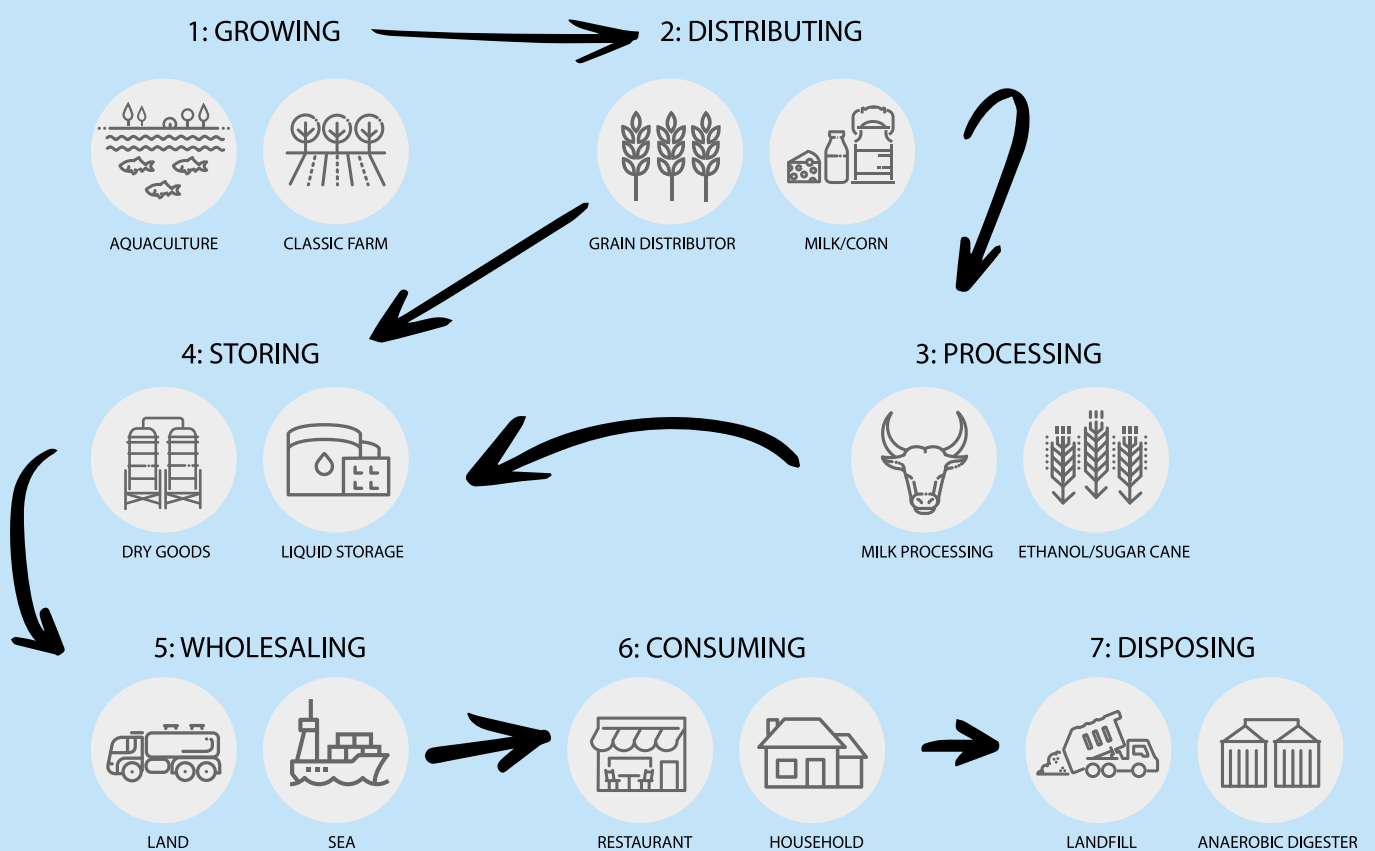 1: GROWING
2: DISTRIBUTING
AQUACULTURE
CLASSIC FARM
GRAIN DISTRIBUTOR
MILK/CORN
4: STORING
3: PROCESSING
DRY GOODS
LIQUID STORAGE
MILK PROCESSING
ETHANOL/SUGAR CANE
5: WHOLESALING
6: CONSUMING
7: DISPOSING
LAND
SEA
RESTAURANT
HOUSEHOLD
LANDFILL
ANAEROBIC DIGESTER